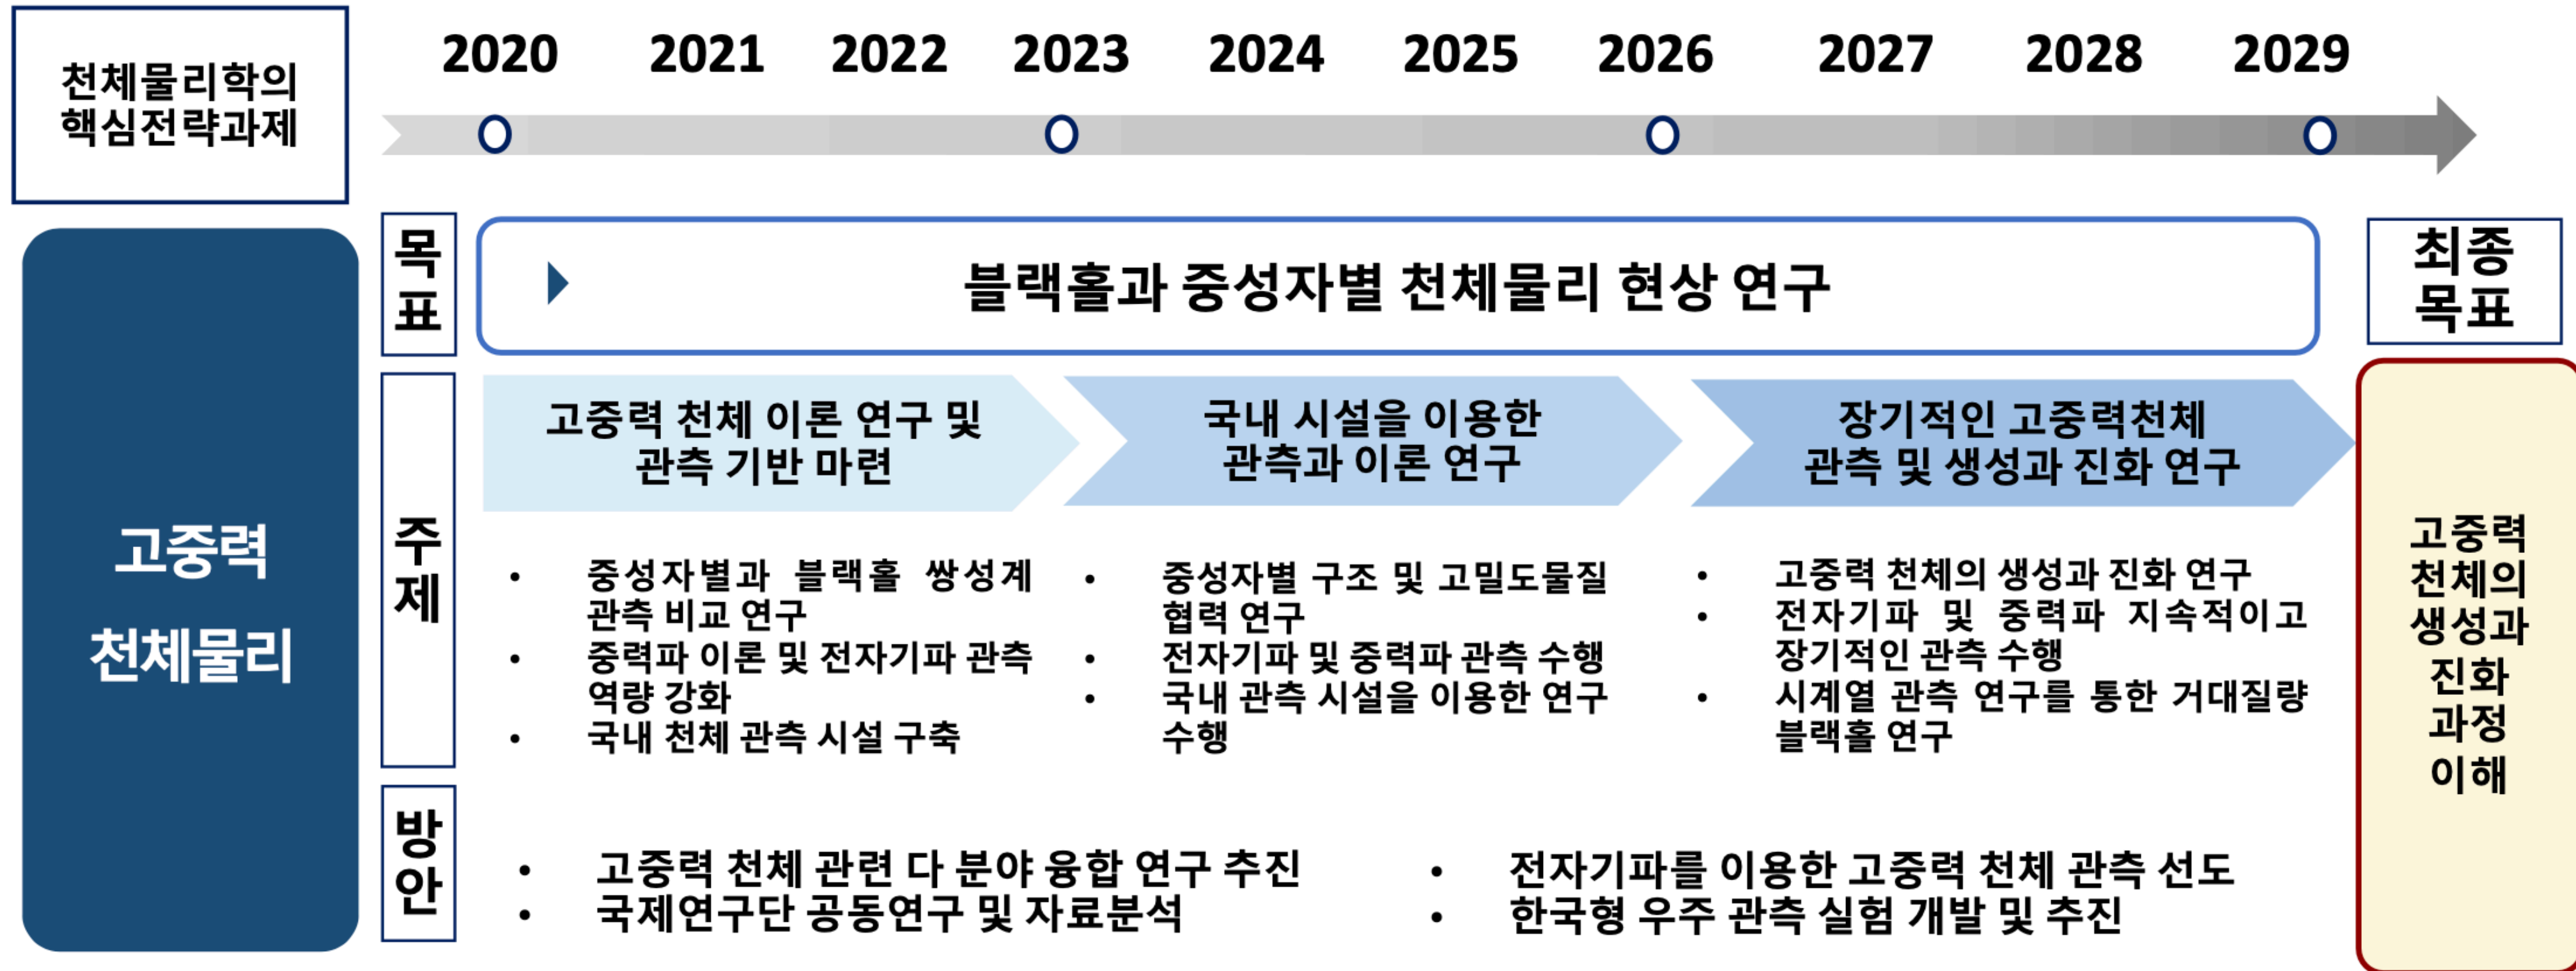 천체물리학의
핵심전략과제
2020 2021 2022 2023 2024 2025 2026 2027 2028 2029
고중력
천체물리
목
표
블랙홀과 중성자별 천체물리 현상 연구
최종
목표
주
제
고중력 천체 이론 연구 및
관측 기반 마련
국내 시설을 이용한
관측과 이론 연구
장기적인 고중력천체
관측 및 생성과 진화 연구
• 중성자별과 블랙홀 쌍성계
관측 비교 연구
• 중력파 이론 및 전자기파 관측
역량 강화
• 국내 천체 관측 시설 구축
• 중성자별 구조 및 고밀도물질
협력 연구
• 전자기파 및 중력파 관측 수행
• 국내 관측 시설을 이용한 연구
수행
• 고중력 천체의 생성과 진화 연구
• 전자기파 및 중력파 지속적이고
장기적인 관측 수행
• 시계열 관측 연구를 통한 거대질량
블랙홀 연구
고중력
천체의
생성과
진화
과정
이해
방
안
• 고중력 천체 관련 다 분야 융합 연구 추진
• 국제연구단 공동연구 및 자료분석
• 전자기파를 이용한 고중력 천체 관측 선도
• 한국형 우주 관측 실험 개발 및 추진